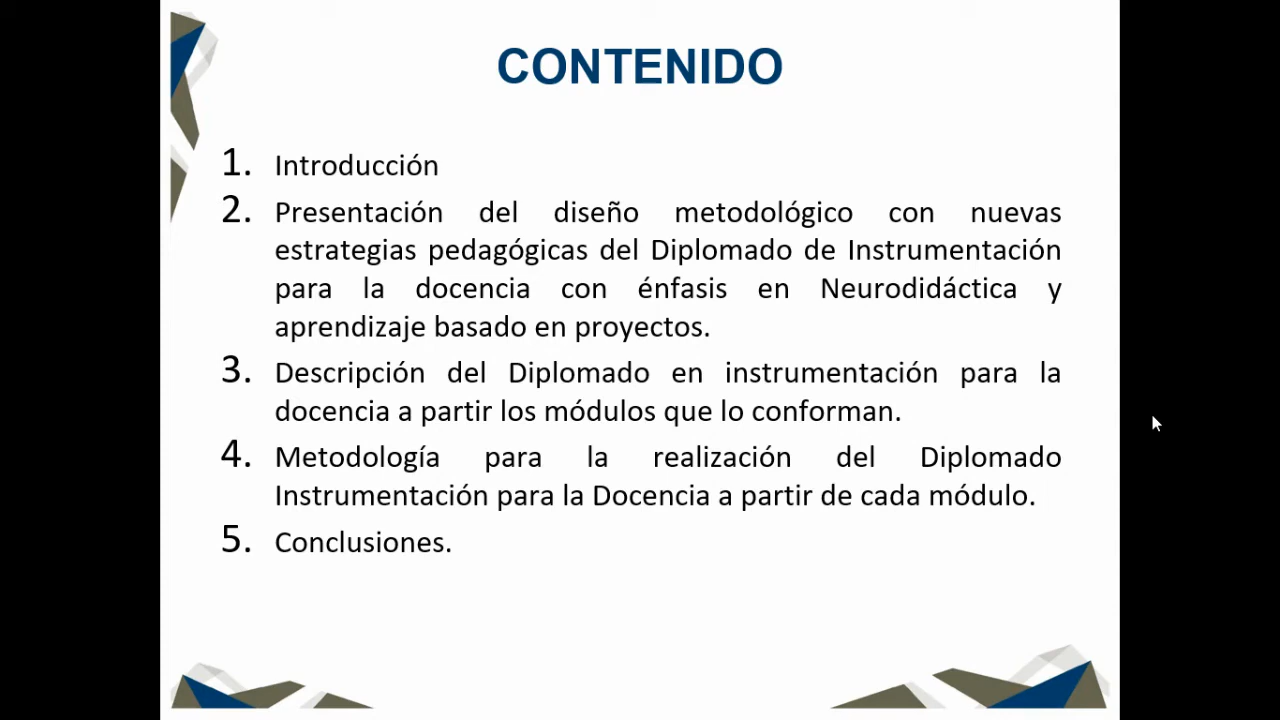 CONTENIDO
1. Introducción
2. Presentación del diseño metodológico con nuevas
estrategias pedagógicas del Diplomado de Instrumentación
para la docencia con énfasis en Neurodidáctica y
aprendizaje basado en proyectos.
3. Descripción del Diplomado en instrumentación para la
docencia a partir los módulos que lo conforman.
4. Metodología para la realización del Diplomado
Instrumentación para la Docencia a partir de cada módulo.
5. Conclusiones.